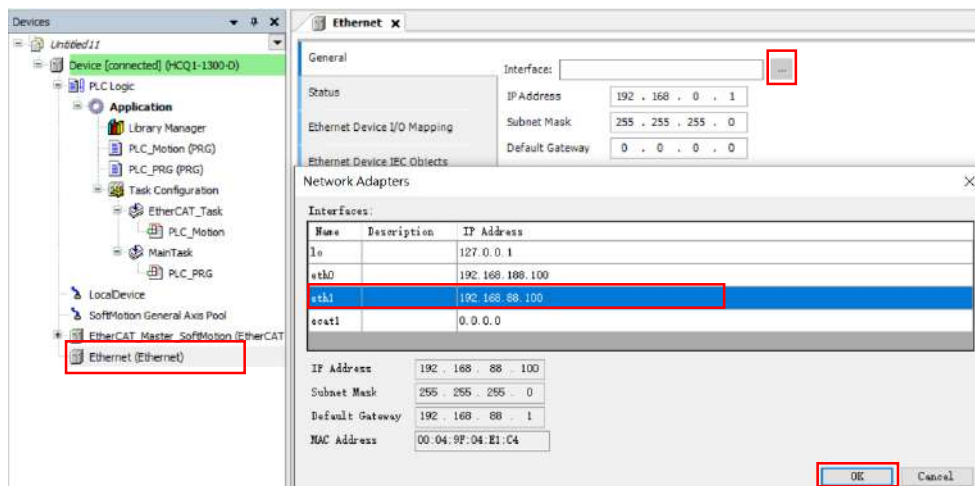 Devices
Untitled11
Device [connected] (HCQ1-1300-D)
PLC Logic
Application
Library Manager
PLC_Motion (PRG)
PLC_PRG (PRG)
Task Configuration
EtherCAT_Task
PLC_Motion
MainTask
PLC_PRG
LocalDevice
SoftMotion General Axis Pool
EtherCAT_Master_SoftMotion (EtherCAT
Ethernet (Ethernet)
Ethernet
General
Status
Ethernet Device I/O Mapping
Ethernet Device IEC Objects
Interface: ...
IP Address 192 . 168 . 0 . 1
Subnet Mask 255 . 255 . 255 . 0
Default Gateway 0 . 0 . 0 . 0
Network Adapters
Interfaces:
Name Description IP Address
lo 127.0.0.1
eth0 192.168.188.100
eth1 192.168.88.100
ecat1 0.0.0.0
IP Address 192 . 168 . 88 . 100
Subnet Mask 255 . 255 . 255 . 0
Default Gateway 192 . 168 . 88 . 1
MAC Address 00:04:9F:04:E1:C4
OK Cancel